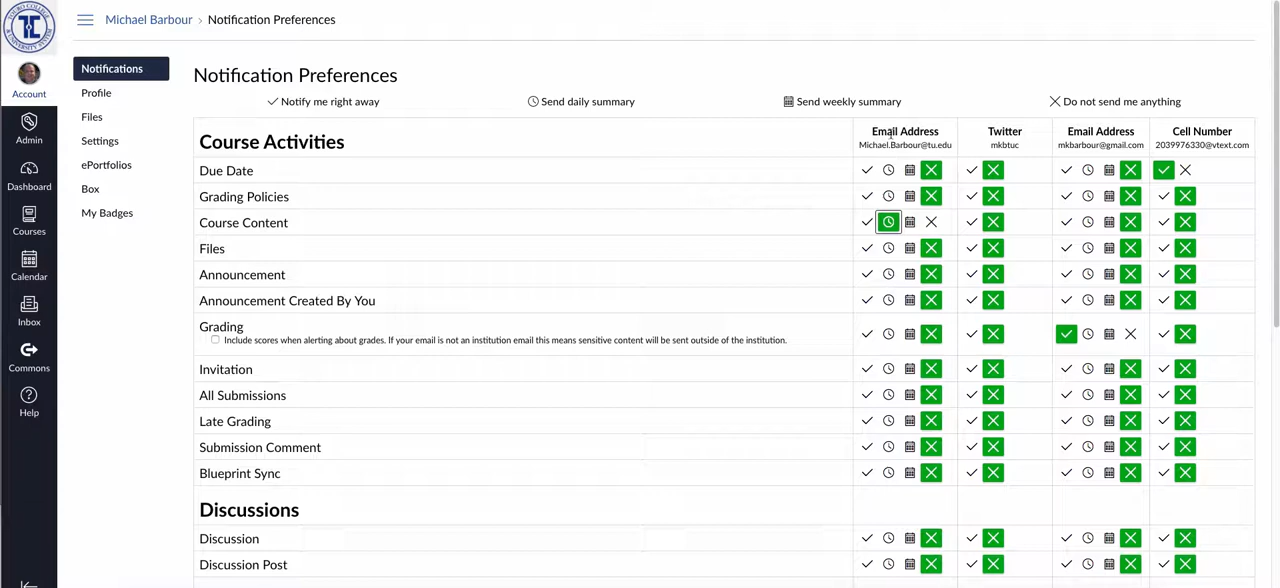 TOURO COLLEGE
& UNIVERSITY SYSTEM
Michael Barbour › Notification Preferences
Account
Admin
Dashboard
Courses
Calendar
Inbox
Commons
Help
Notifications
Profile
Files
Settings
ePortfolios
Box
My Badges
Notification Preferences
Notify me right away
Send daily summary
Send weekly summary
Do not send me anything
Course Activities
Email Address
Michael.Barbour@tu.edu
Twitter
mkbtuc
Email Address
mkbarbour@gmail.com
Cell Number
2039976330@vtext.com
Due Date
Grading Policies
Course Content
Files
Announcement
Announcement Created By You
Grading
Include scores when alerting about grades. If your email is not an institution email this means sensitive content will be sent outside of the institution.
Invitation
All Submissions
Late Grading
Submission Comment
Blueprint Sync
Discussions
Discussion
Discussion Post